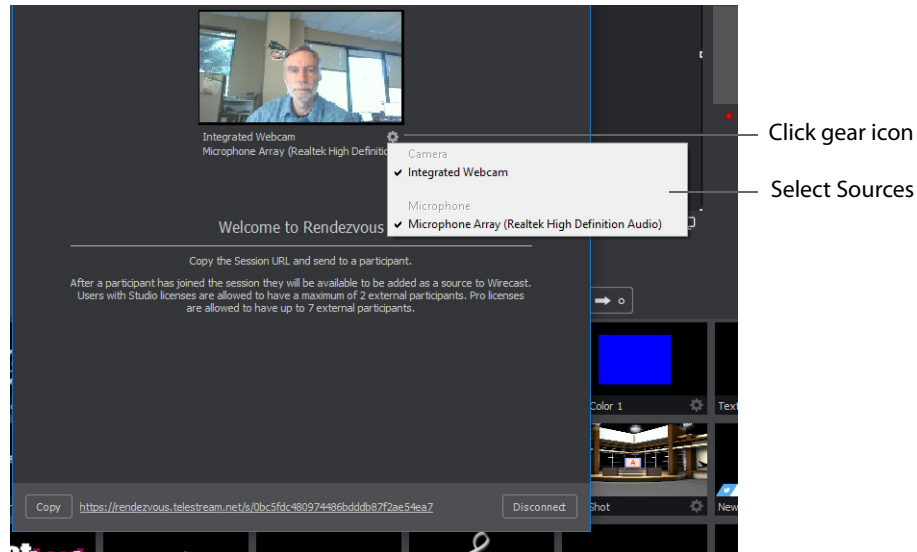 Integrated Webcam
Microphone Array (Realtek High Definitio
Camera
Integrated Webcam
Microphone
Microphone Array (Realtek High Definition Audio)
Click gear icon
Select Sources
Welcome to Rendezvous
Copy the Session URL and send to a participant.
After a participant has joined the session they will be available to be added as a source to Wirecast.
Users with Studio licenses are allowed to have a maximum of 2 external participants. Pro licenses
are allowed to have up to 7 external participants.
Color 1
Text
Shot
New
Copy
https://rendezvous.telestream.net/s/0bc5fdc480974486bdddb87f2ae54ea7
Disconnect